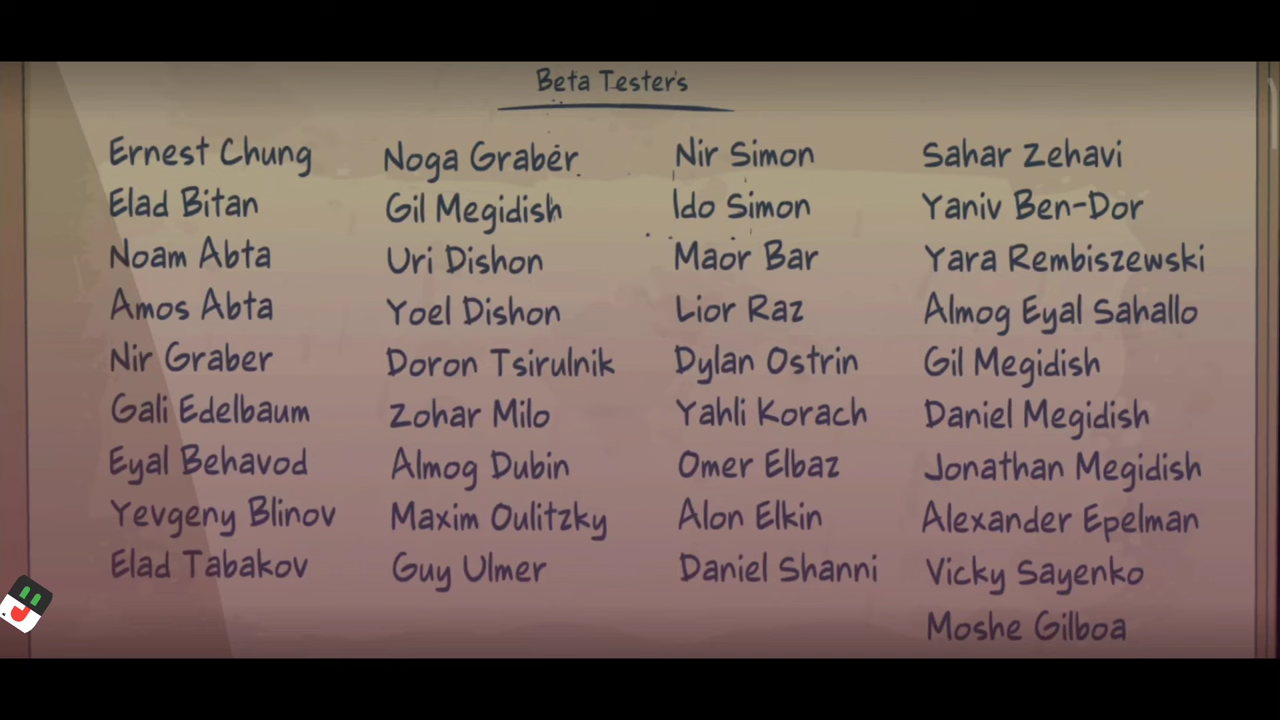 Beta Testers
Ernest Chung
Elad Bitan
Noam Abta
Amos Abta
Nir Graber
Gali Edelbaum
Eyal Behavod
Yevgeny Blinov
Elad Tabakov
Noga Graber
Gil Megidish
Uri Dishon
Yoel Dishon
Doron Tsirulnik
Zohar Milo
Almog Dubin
Maxim Oulitzky
Guy Ulmer
Nir Simon
Ido Simon
Maor Bar
Lior Raz
Dylan Ostrin
Yahli Korach
Omer Elbaz
Alon Elkin
Daniel Shanni
Sahar Zehavi
Yaniv Ben-Dor
Yara Rembiszewski
Almog Eyal Sahallo
Gil Megidish
Daniel Megidish
Jonathan Megidish
Alexander Epelman
Vicky Sayenko
Moshe Gilboa